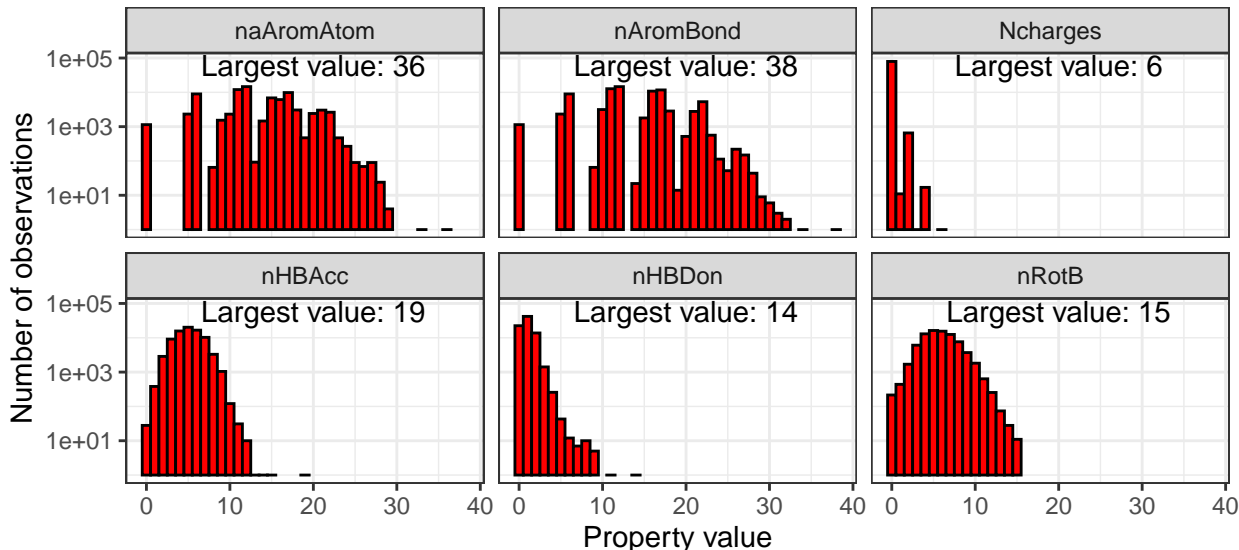 naAromAtom nAromBond Ncharges
Largest value: 36 Largest value: 38 Largest value: 6
1e+05
1e+03
1e+01
nHBAcc nHBDon nRotB
Largest value: 19 Largest value: 14 Largest value: 15
1e+05
1e+03
1e+01
0 10 20 30 40 0 10 20 30 40 0 10 20 30 40
Property value
Number of observations